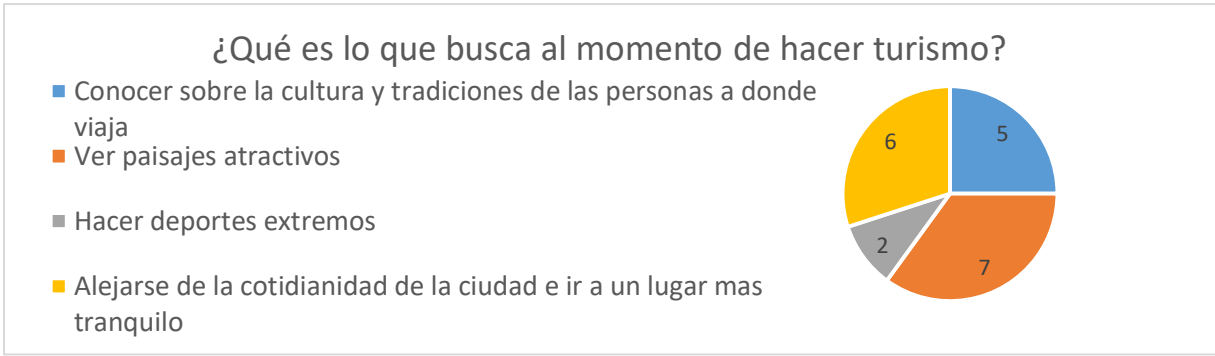 ¿Qué es lo que busca al momento de hacer turismo?
Conocer sobre la cultura y tradiciones de las personas a donde
viaja
Ver paisajes atractivos
Hacer deportes extremos
Alejarse de la cotidianidad de la ciudad e ir a un lugar mas
tranquilo
5
7
2
6